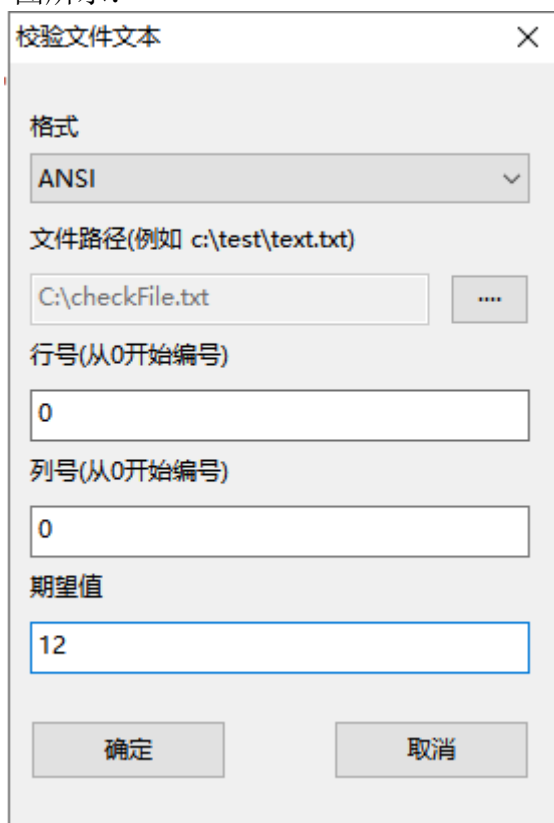 校验文件文本
格式
ANSI
文件路径(例如 c:\test\text.txt)
C:\checkFile.txt
....
行号(从0开始编号)
0
列号(从0开始编号)
0
期望值
12
确定 取消